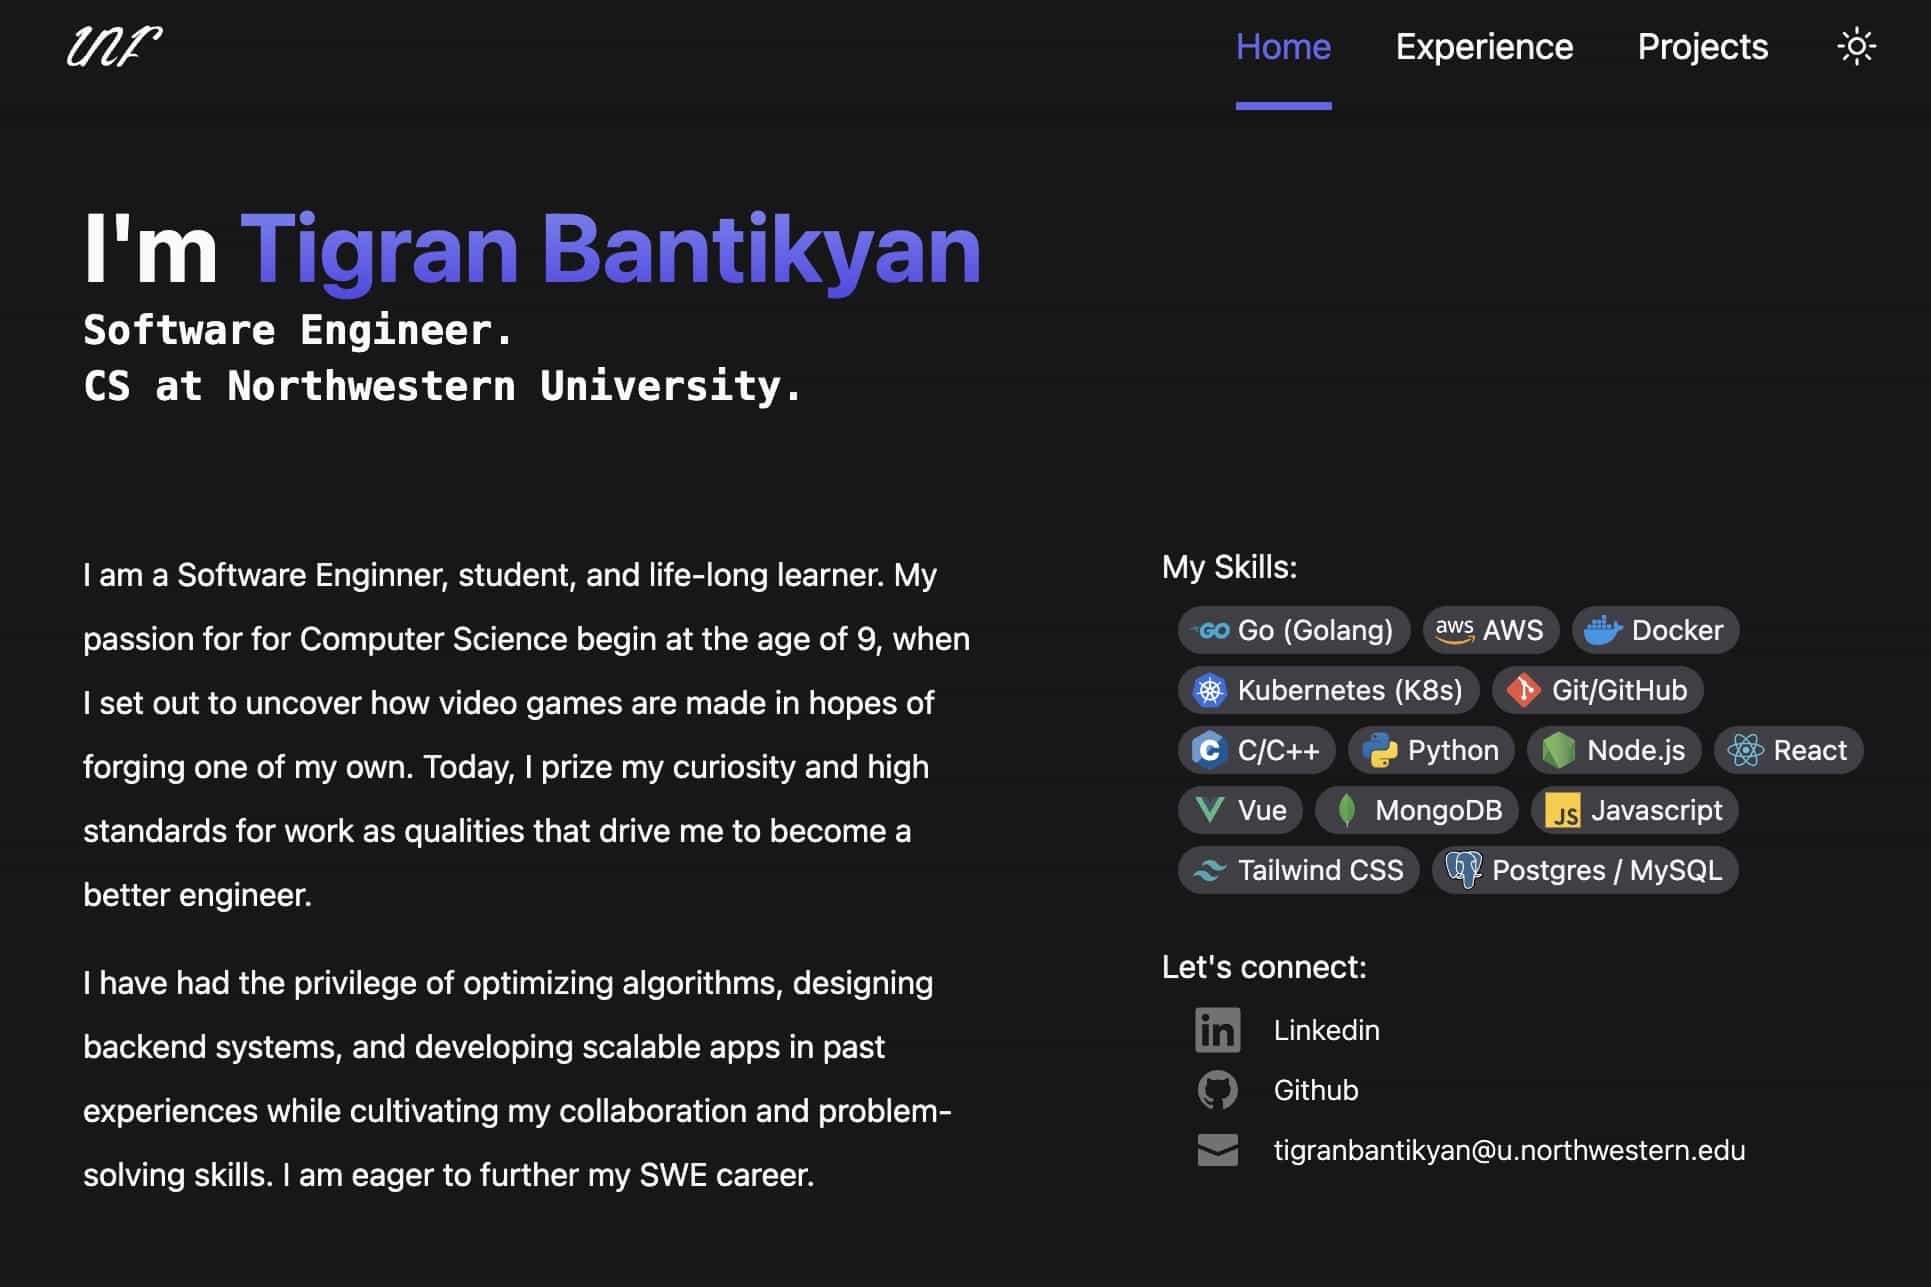 Home Experience Projects
I'm Tigran Bantikyan
Software Engineer.
CS at Northwestern University.
I am a Software Enginner, student, and life-long learner. My
passion for for Computer Science begin at the age of 9, when
I set out to uncover how video games are made in hopes of
forging one of my own. Today, I prize my curiosity and high
standards for work as qualities that drive me to become a
better engineer.
I have had the privilege of optimizing algorithms, designing
backend systems, and developing scalable apps in past
experiences while cultivating my collaboration and problem-
solving skills. I am eager to further my SWE career.
My Skills:
GO Go (Golang) aws AWS Docker
Kubernetes (K8s) Git/GitHub
C C/C++ Python Node.js React
Vue MongoDB JS Javascript
Tailwind CSS Postgres / MySQL
Let's connect:
in Linkedin
Github
tigranbantikyan@u.northwestern.edu